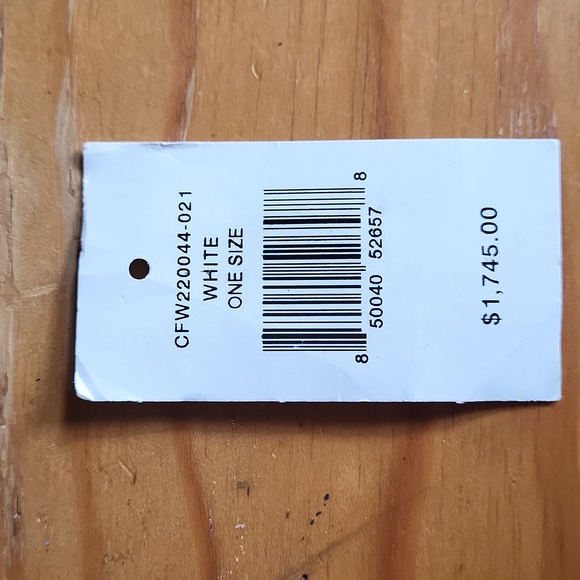 CFW220044-021
WHITE
ONE SIZE
8 50040 52657 8
$1,745.00